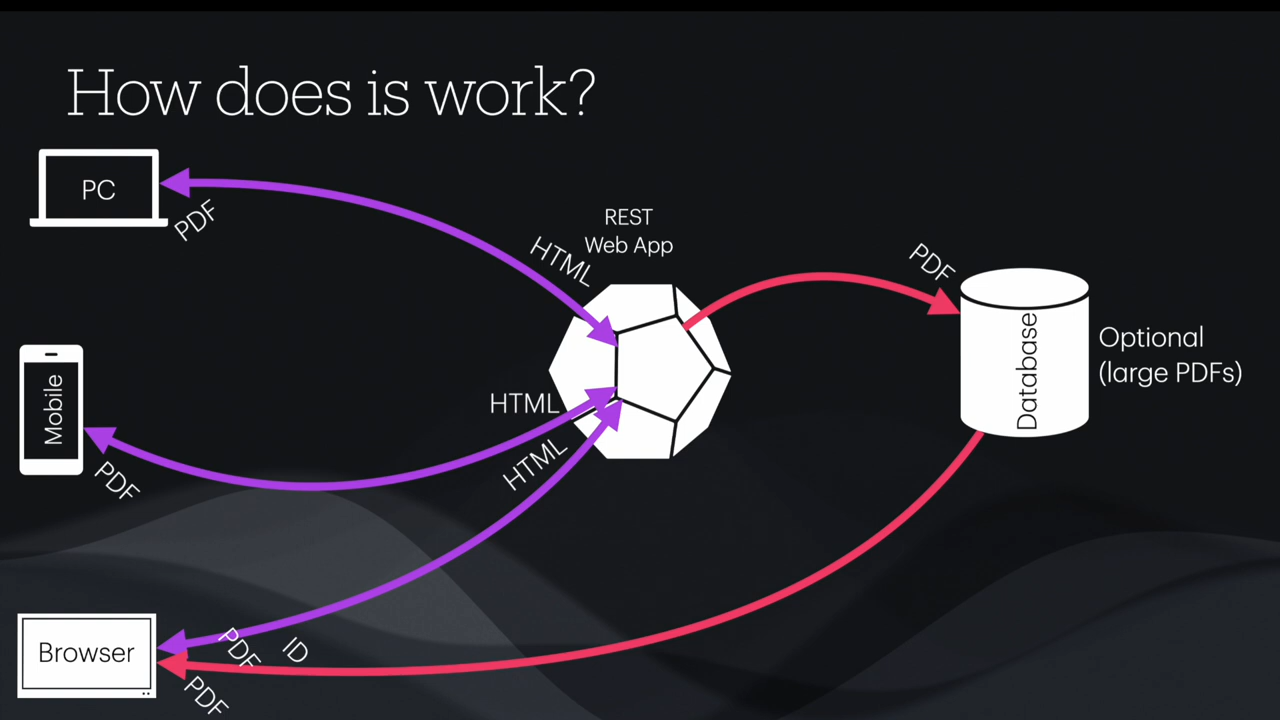 How does is work?
PC
PDF
REST
Web App
HTML
PDF
Database
Optional
(large PDFs)
Mobile
PDF
HTML
HTML
Browser
PDF
ID
PDF